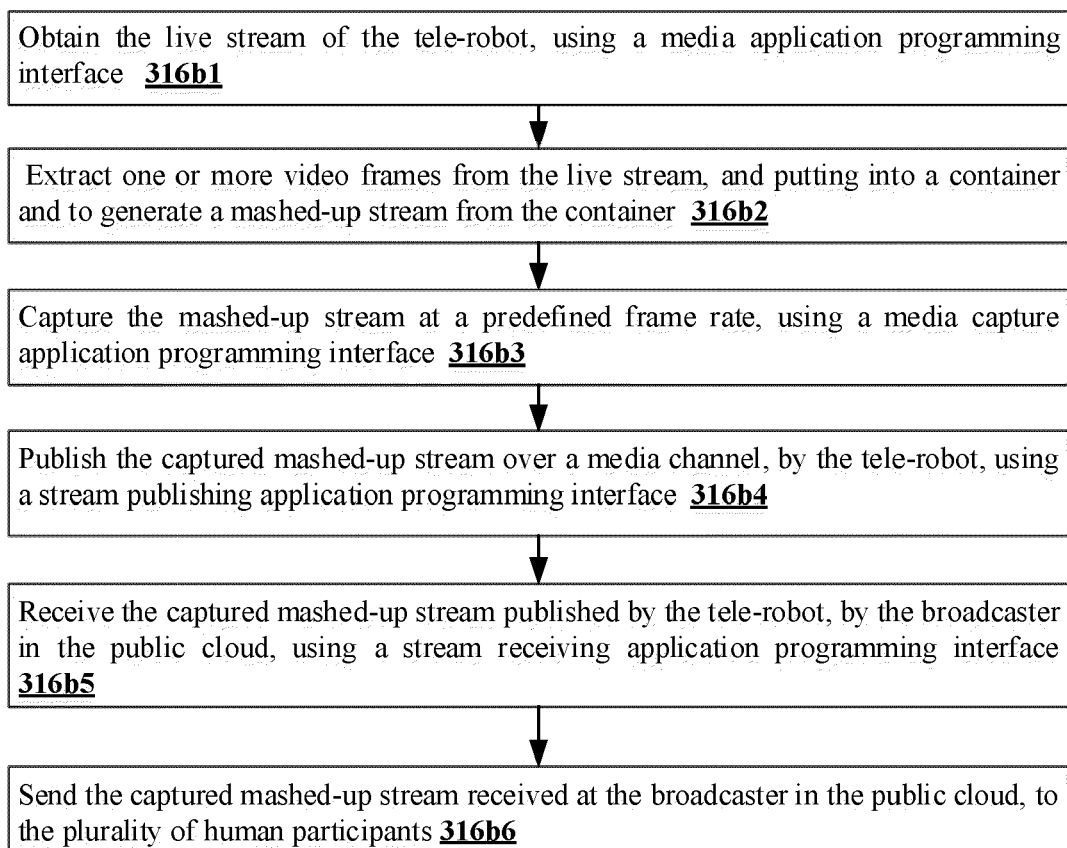 Obtain the live stream of the tele-robot, using a media application programming
interface 316b1
Extract one or more video frames from the live stream, and putting into a container
and to generate a mashed-up stream from the container 316b2
Capture the mashed-up stream at a predefined frame rate, using a media capture
application programming interface 316b3
Publish the captured mashed-up stream over a media channel, by the tele-robot, using
a stream publishing application programming interface 316b4
Receive the captured mashed-up stream published by the tele-robot, by the broadcaster
in the public cloud, using a stream receiving application programming interface
316b5
Send the captured mashed-up stream received at the broadcaster in the public cloud, to
the plurality of human participants 316b6